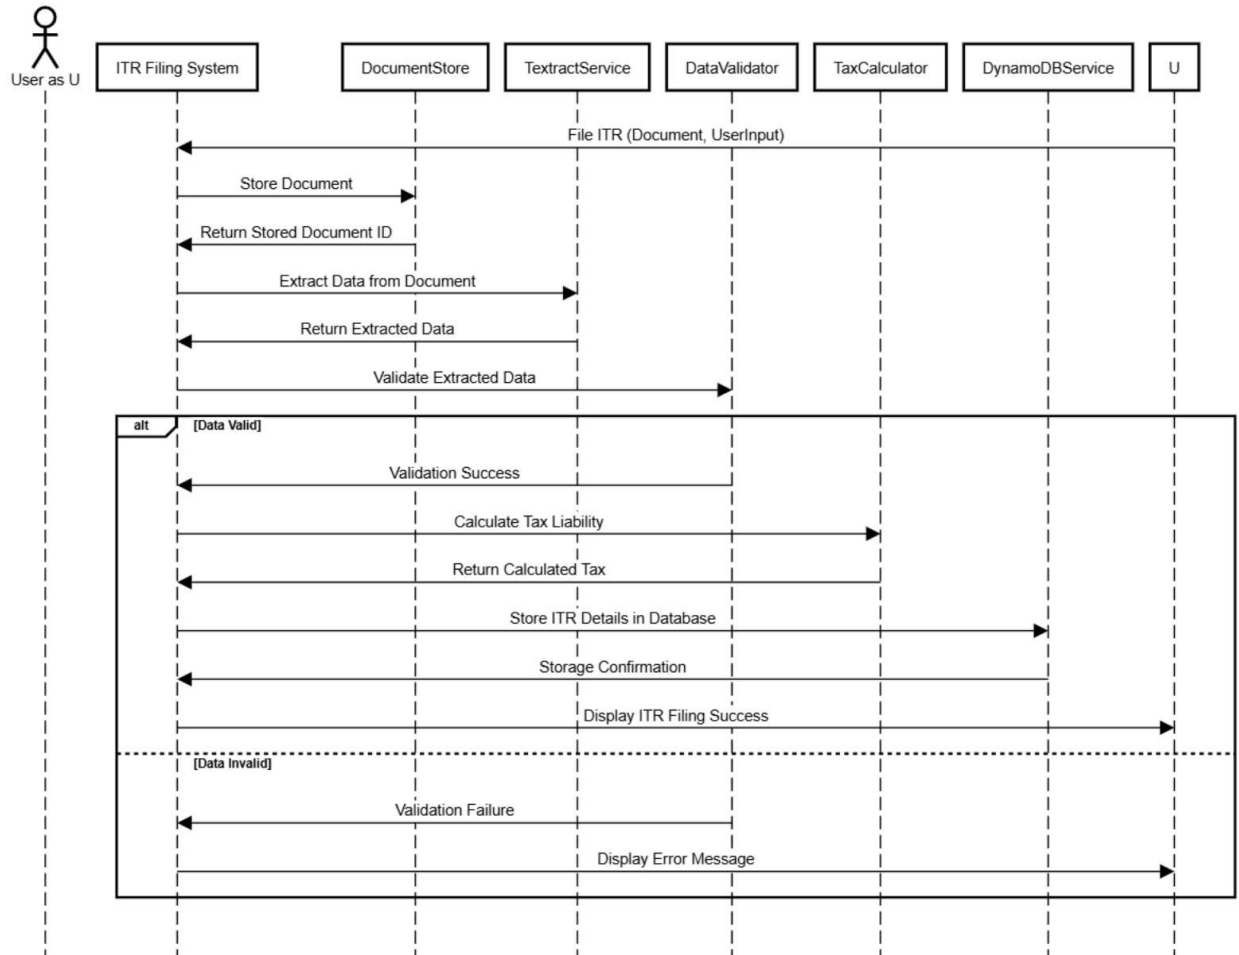 User as U
ITR Filing System
DocumentStore
TextractService
DataValidator
TaxCalculator
DynamoDBService
U
File ITR (Document, UserInput)
Store Document
Return Stored Document ID
Extract Data from Document
Return Extracted Data
Validate Extracted Data
alt
[Data Valid]
Validation Success
Calculate Tax Liability
Return Calculated Tax
Store ITR Details in Database
Storage Confirmation
Display ITR Filing Success
[Data Invalid]
Validation Failure
Display Error Message